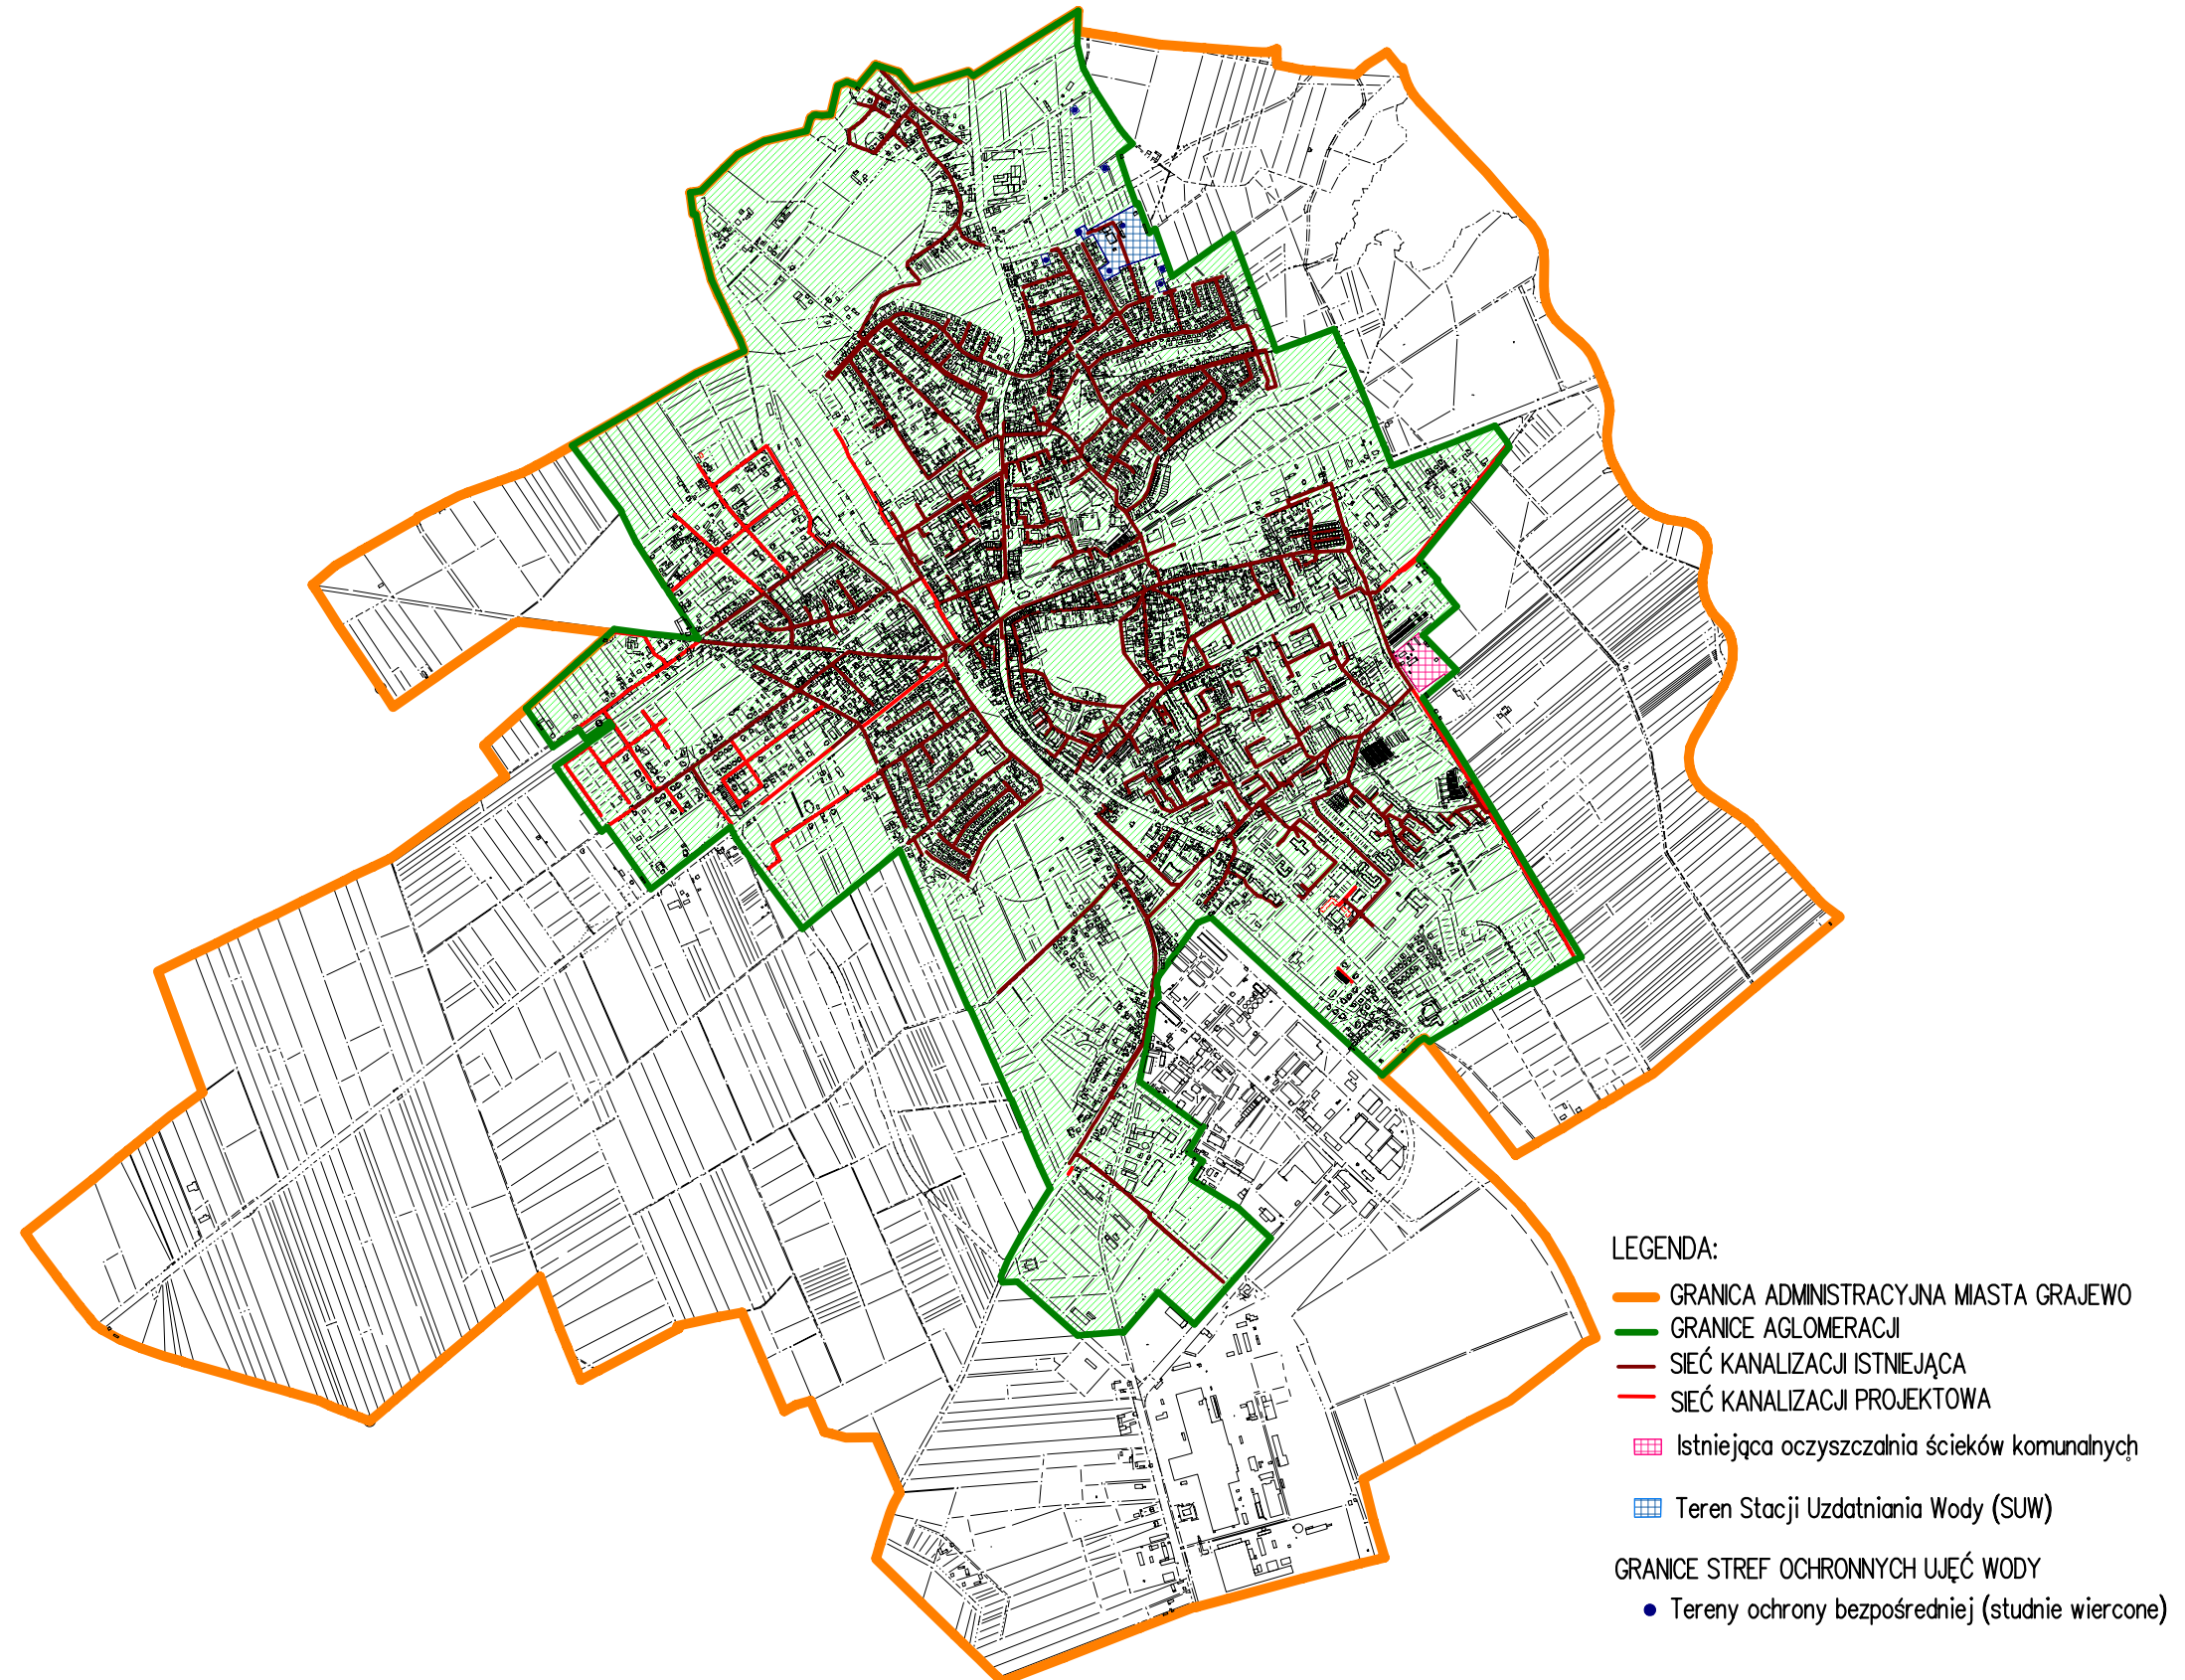 LEGENDA:
GRANICA ADMINISTRACYJNA MIASTA GRAJEWO
GRANICE AGLOMERACJI
SIEĆ KANALIZACJI ISTNIEJĄCA
SIEĆ KANALIZACJI PROJEKTOWA
Istniejąca oczyszczalnia ścieków komunalnych
Teren Stacji Uzdatniania Wody (SUW)
GRANICE STREF OCHRONNYCH UJĘĆ WODY
Tereny ochrony bezpośredniej (studnie wiercone)